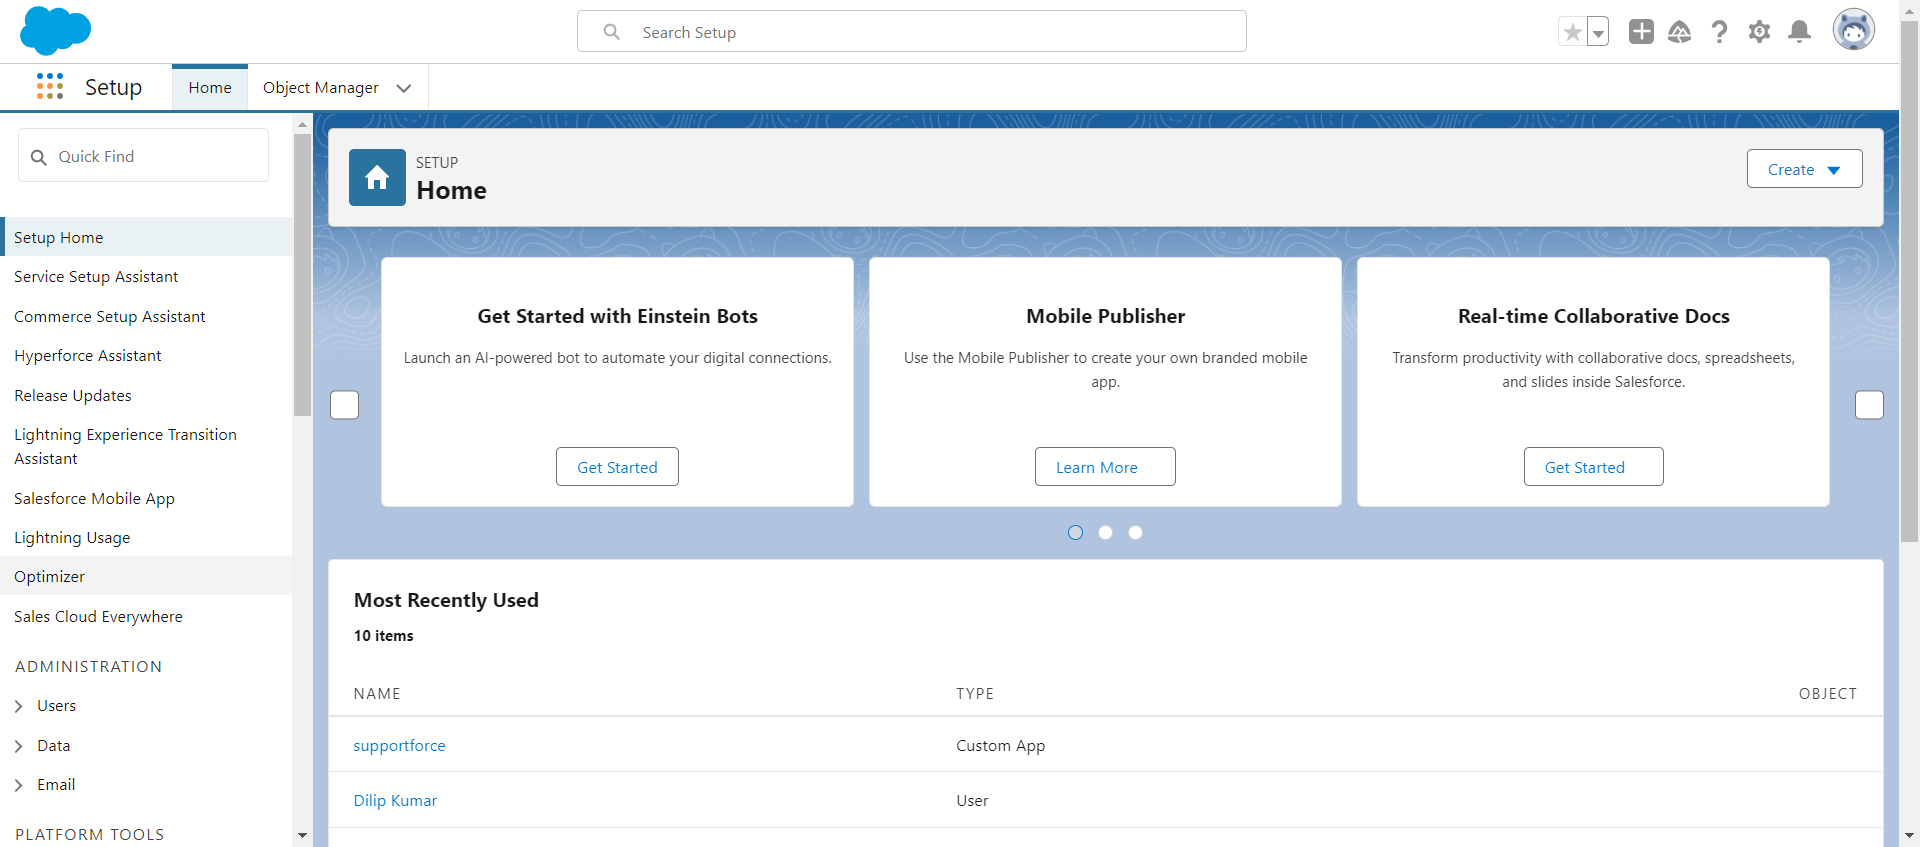 Search Setup
Setup
Home
Object Manager
Quick Find
Setup Home
Service Setup Assistant
Commerce Setup Assistant
Hyperforce Assistant
Release Updates
Lightning Experience Transition
Assistant
Salesforce Mobile App
Lightning Usage
Optimizer
Sales Cloud Everywhere
ADMINISTRATION
Users
Data
Email
PLATFORM TOOLS
SETUP
Home
Create
Get Started with Einstein Bots
Launch an AI-powered bot to automate your digital connections.
Get Started
Mobile Publisher
Use the Mobile Publisher to create your own branded mobile
app.
Learn More
Real-time Collaborative Docs
Transform productivity with collaborative docs, spreadsheets,
and slides inside Salesforce.
Get Started
Most Recently Used
10 items
NAME TYPE OBJECT
supportforce Custom App
Dilip Kumar User